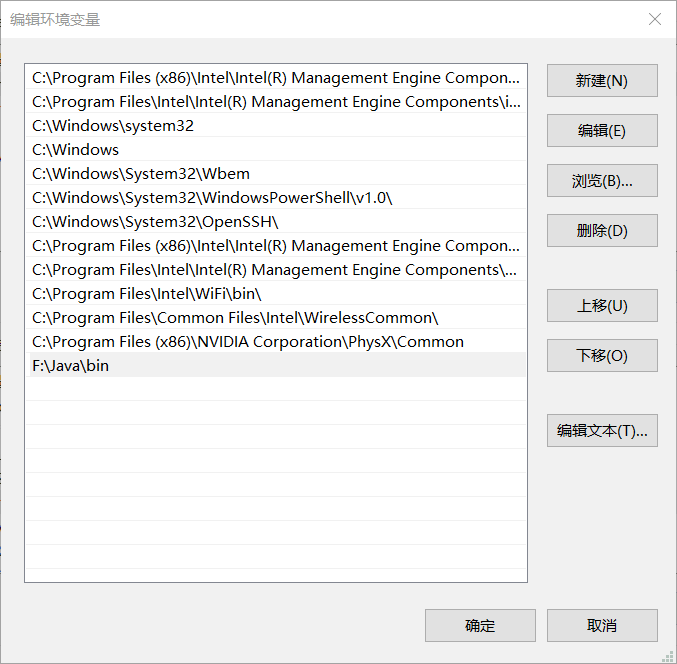 编辑环境变量
C:\Program Files (x86)\Intel\Intel(R) Management Engine Compon...
新建(N)
C:\Program Files\Intel\Intel(R) Management Engine Components\i...
C:\Windows\system32
编辑(E)
C:\Windows
C:\Windows\System32\Wbem
浏览(B)...
C:\Windows\System32\WindowsPowerShell\v1.0\
C:\Windows\System32\OpenSSH\
删除(D)
C:\Program Files (x86)\Intel\Intel(R) Management Engine Compon...
C:\Program Files\Intel\Intel(R) Management Engine Components\...
C:\Program Files\Intel\WiFi\bin\
上移(U)
C:\Program Files\Common Files\Intel\WirelessCommon\
C:\Program Files (x86)\NVIDIA Corporation\PhysX\Common
下移(O)
F:\Java\bin
编辑文本(T)...
确定
取消